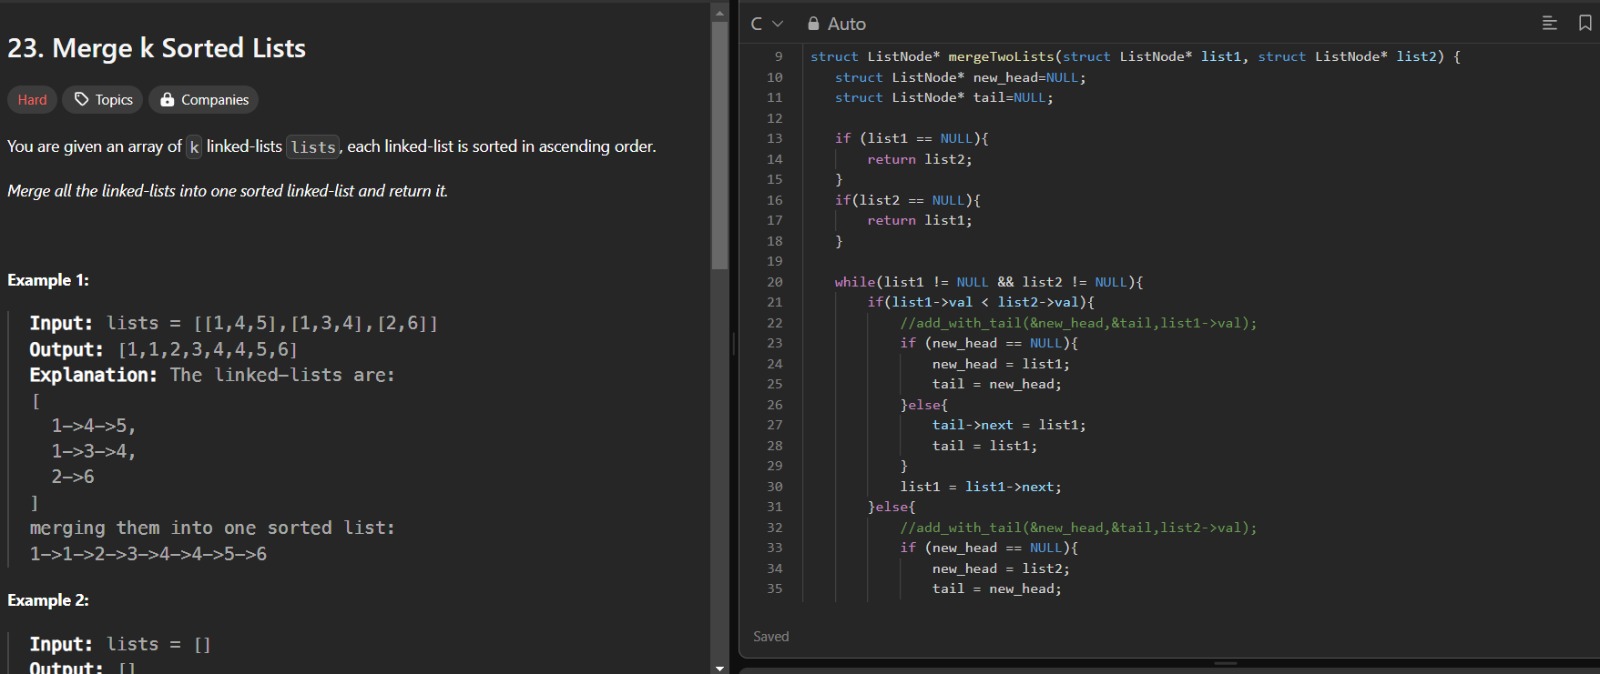 23. Merge k Sorted Lists
Hard Topics Companies
You are given an array of k linked-lists lists, each linked-list is sorted in ascending order.
Merge all the linked-lists into one sorted linked-list and return it.
Example 1:
Input: lists = [[1,4,5],[1,3,4],[2,6]]
Output: [1,1,2,3,4,4,5,6]
Explanation: The linked-lists are:
[
  1->4->5,
  1->3->4,
  2->6
]
merging them into one sorted list:
1->1->2->3->4->4->5->6
Example 2:
Input: lists = []
Output: []
C Auto
9 struct ListNode* mergeTwoLists(struct ListNode* list1, struct ListNode* list2) {
10    struct ListNode* new_head=NULL;
11    struct ListNode* tail=NULL;
12
13    if (list1 == NULL){
14        return list2;
15    }
16    if(list2 == NULL){
17        return list1;
18    }
19
20    while(list1 != NULL && list2 != NULL){
21        if(list1->val < list2->val){
22            //add_with_tail(&new_head,&tail,list1->val);
23            if (new_head == NULL){
24                new_head = list1;
25                tail = new_head;
26            }else{
27                tail->next = list1;
28                tail = list1;
29            }
30            list1 = list1->next;
31        }else{
32            //add_with_tail(&new_head,&tail,list2->val);
33            if (new_head == NULL){
34                new_head = list2;
35                tail = new_head;
Saved